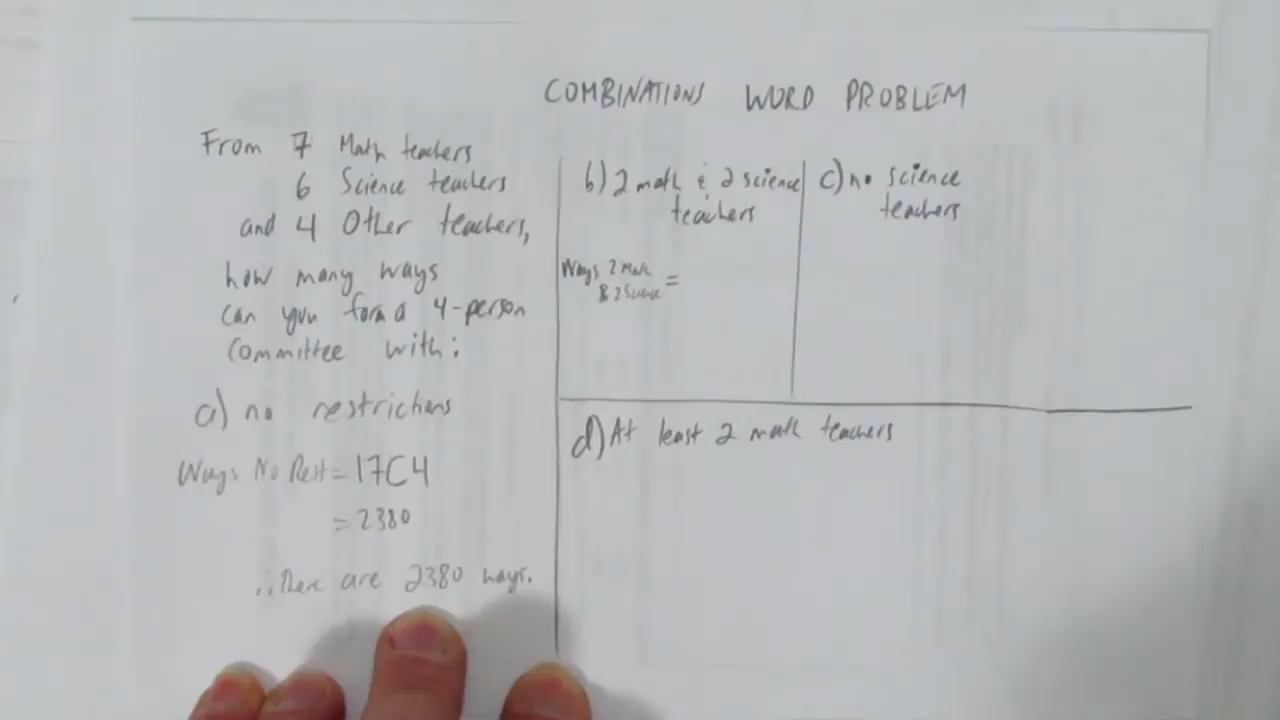 COMBINATIONS WORD PROBLEM
From 7 Math teachers
6 Science teachers
and 4 Other teachers,
how many ways
can you form a 4-person
committee with:
a) no restrictions
Ways No Rest = 17C4
= 2380
∴ There are 2380 ways.
b) 2 math & 2 science
teachers
Ways 2 Math
& 2 Science =
c) no science
teachers
d) At least 2 math teachers